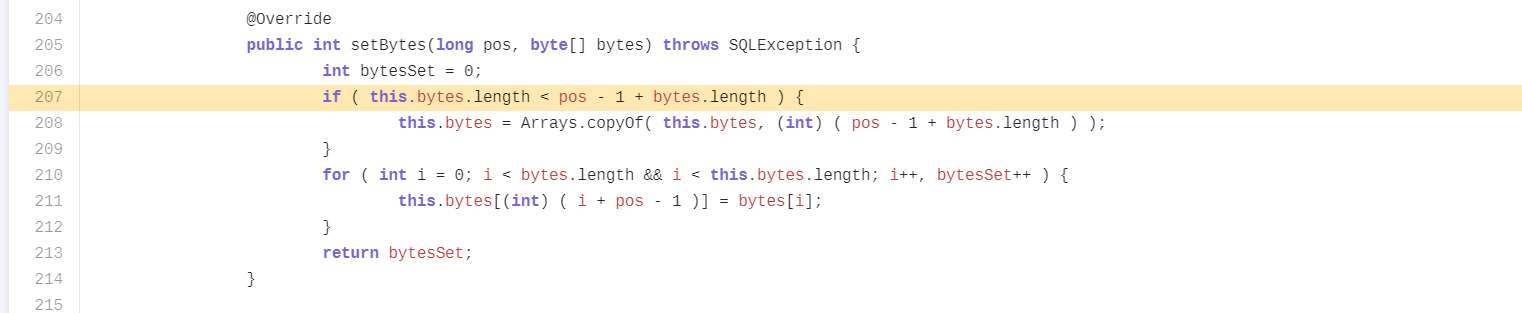 204 @Override
205 public int setBytes(long pos, byte[] bytes) throws SQLException {
206 int bytesSet = 0;
207 if ( this.bytes.length < pos - 1 + bytes.length ) {
208 this.bytes = Arrays.copyOf( this.bytes, (int) ( pos - 1 + bytes.length ) );
209 }
210 for ( int i = 0; i < bytes.length && i < this.bytes.length; i++, bytesSet++ ) {
211 this.bytes[(int) ( i + pos - 1 )] = bytes[i];
212 }
213 return bytesSet;
214 }
215